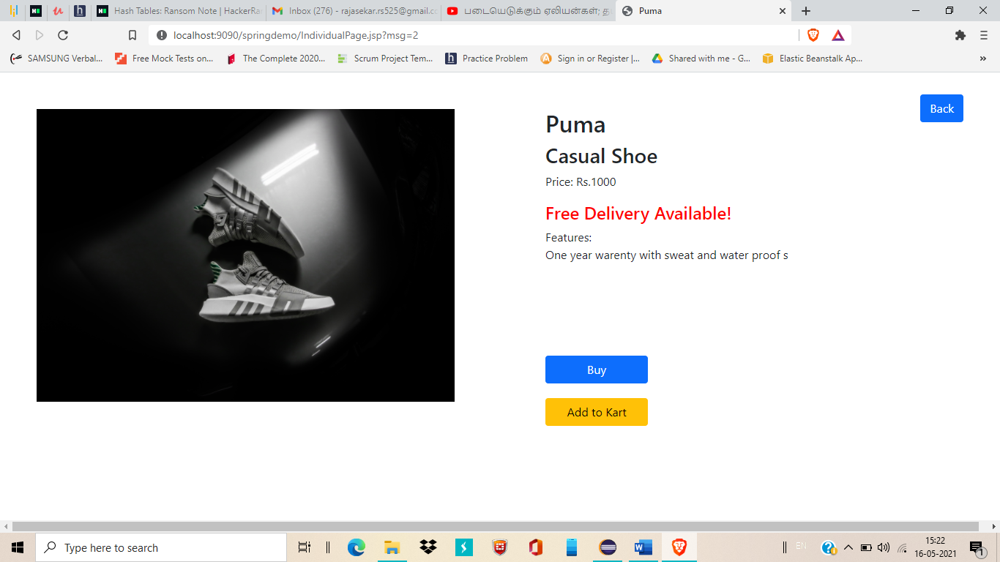 Hash Tables: Ransom Note | HackerRa
Inbox (276) - rajasekar.rs525@gmail.co
படையெடுக்கும் ஏலியன்கள்; த
Puma
localhost:9090/springdemo/IndividualPage.jsp?msg=2
SAMSUNG Verbal...
Free Mock Tests on...
The Complete 2020...
Scrum Project Tem...
Practice Problem
Sign in or Register |...
Shared with me - G...
Elastic Beanstalk Ap...
»
Back
Puma
Casual Shoe
Price: Rs.1000
Free Delivery Available!
Features:
One year warenty with sweat and water proof s
Buy
Add to Kart
Type here to search
EN
15:22
16-05-2021
1